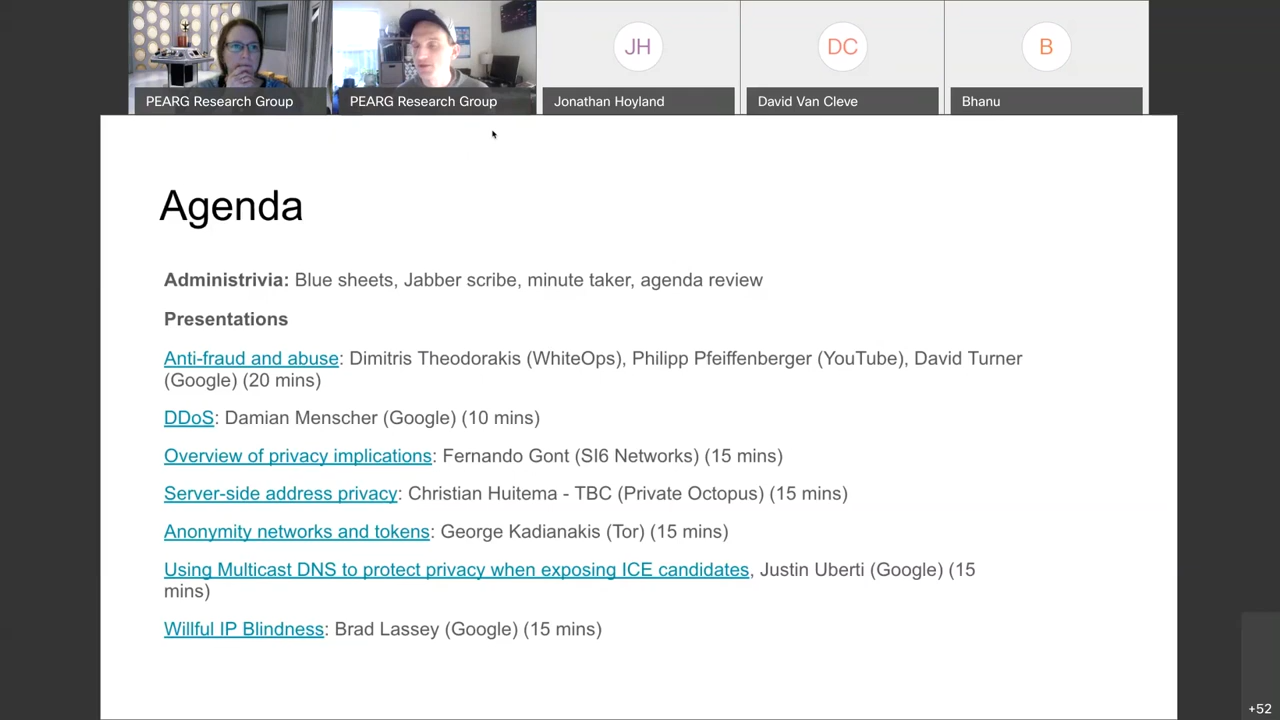 JH
DC
B
PEARG Research Group
PEARG Research Group
Jonathan Hoyland
David Van Cleve
Bhanu
Agenda
Administrivia: Blue sheets, Jabber scribe, minute taker, agenda review
Presentations
Anti-fraud and abuse: Dimitris Theodorakis (WhiteOps), Philipp Pfeiffenberger (YouTube), David Turner
(Google) (20 mins)
DDoS: Damian Menscher (Google) (10 mins)
Overview of privacy implications: Fernando Gont (SI6 Networks) (15 mins)
Server-side address privacy: Christian Huitema - TBC (Private Octopus) (15 mins)
Anonymity networks and tokens: George Kadianakis (Tor) (15 mins)
Using Multicast DNS to protect privacy when exposing ICE candidates, Justin Uberti (Google) (15
mins)
Willful IP Blindness: Brad Lassey (Google) (15 mins)
+52